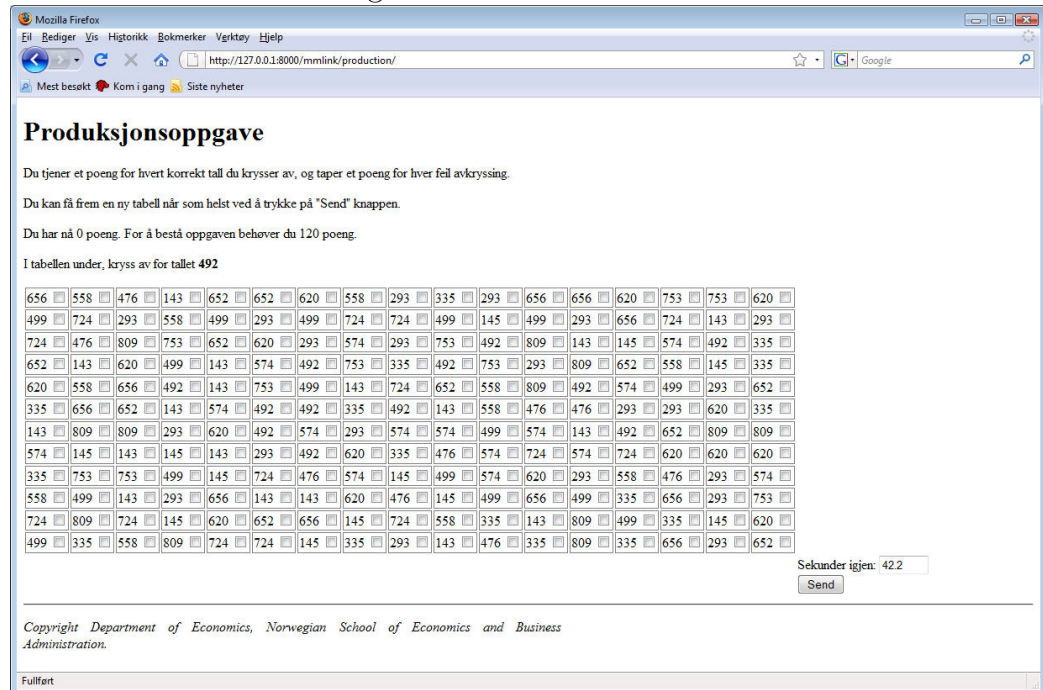 Mozilla Firefox
Fil Rediger Vis Historikk Bokmerker Verktøy Hjelp
http://127.0.0.1:8000/mmlink/production/ G Google
Mest besøkt Kom i gang Siste nyheter
Produksjonsoppgave
Du tjener et poeng for hvert korrekt tall du krysser av, og taper et poeng for hver feil avkryssing.
Du kan få frem en ny tabell når som helst ved å trykke på "Send" knappen.
Du har nå 0 poeng. For å bestå oppgaven behøver du 120 poeng.
I tabellen under, kryss av for tallet 492
656 558 476 143 652 652 620 558 293 335 293 656 656 620 753 753 620
499 724 293 558 499 293 499 724 724 499 145 499 293 656 724 143 293
724 476 809 753 652 620 293 574 293 753 492 809 143 145 574 492 335
652 143 620 499 143 574 492 753 335 492 753 293 809 652 558 145 335
620 558 656 492 143 753 499 143 724 652 558 809 492 574 499 293 652
335 656 652 143 574 492 492 335 492 143 558 476 476 293 293 620 335
143 809 809 293 620 492 574 293 574 574 499 574 143 492 652 809 809
574 145 143 145 143 293 492 620 335 476 574 724 574 724 620 620 620
335 753 753 499 145 724 476 574 145 499 574 620 293 558 476 293 574
558 499 143 293 656 143 143 620 476 145 499 656 499 335 656 293 753
724 809 724 145 620 652 656 145 724 558 335 143 809 499 335 145 620
499 335 558 809 724 724 145 335 293 143 476 335 809 335 656 293 652
Sekunder igjen: 42.2
Send
Copyright Department of Economics, Norwegian School of Economics and Business
Administration.
Fullført